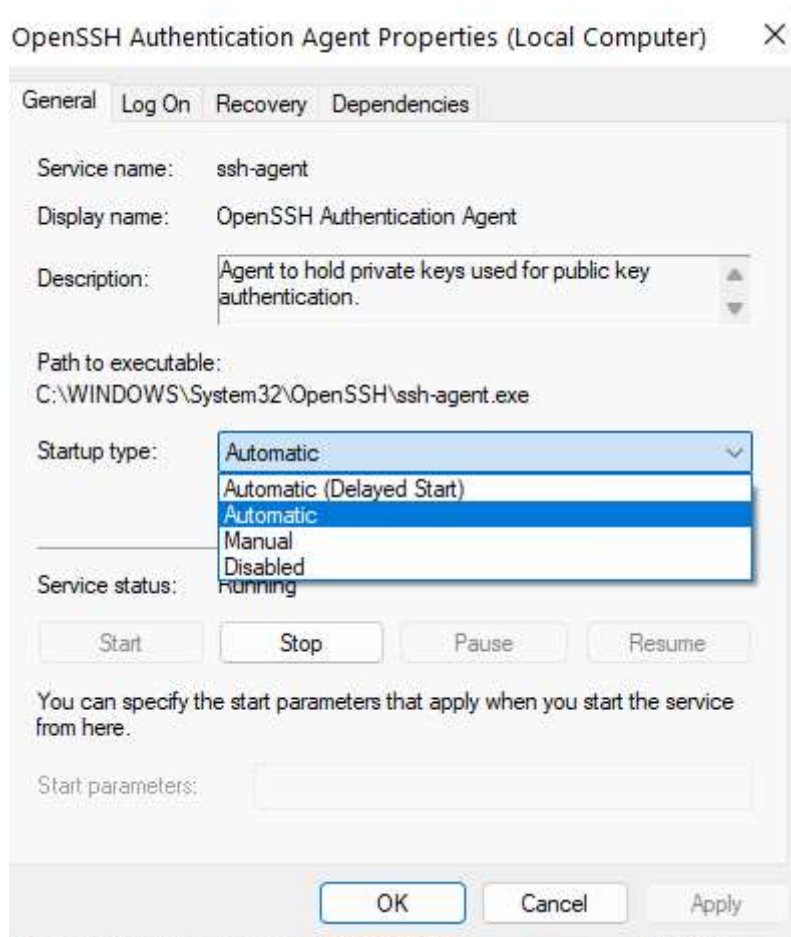 OpenSSH Authentication Agent Properties (Local Computer)
General Log On Recovery Dependencies
Service name: ssh-agent
Display name: OpenSSH Authentication Agent
Description: Agent to hold private keys used for public key
authentication.
Path to executable:
C:\WINDOWS\System32\OpenSSH\ssh-agent.exe
Startup type: Automatic
Automatic (Delayed Start)
Automatic
Manual
Disabled
Service status: Running
Start Stop Pause Resume
You can specify the start parameters that apply when you start the service
from here.
Start parameters:
OK Cancel Apply